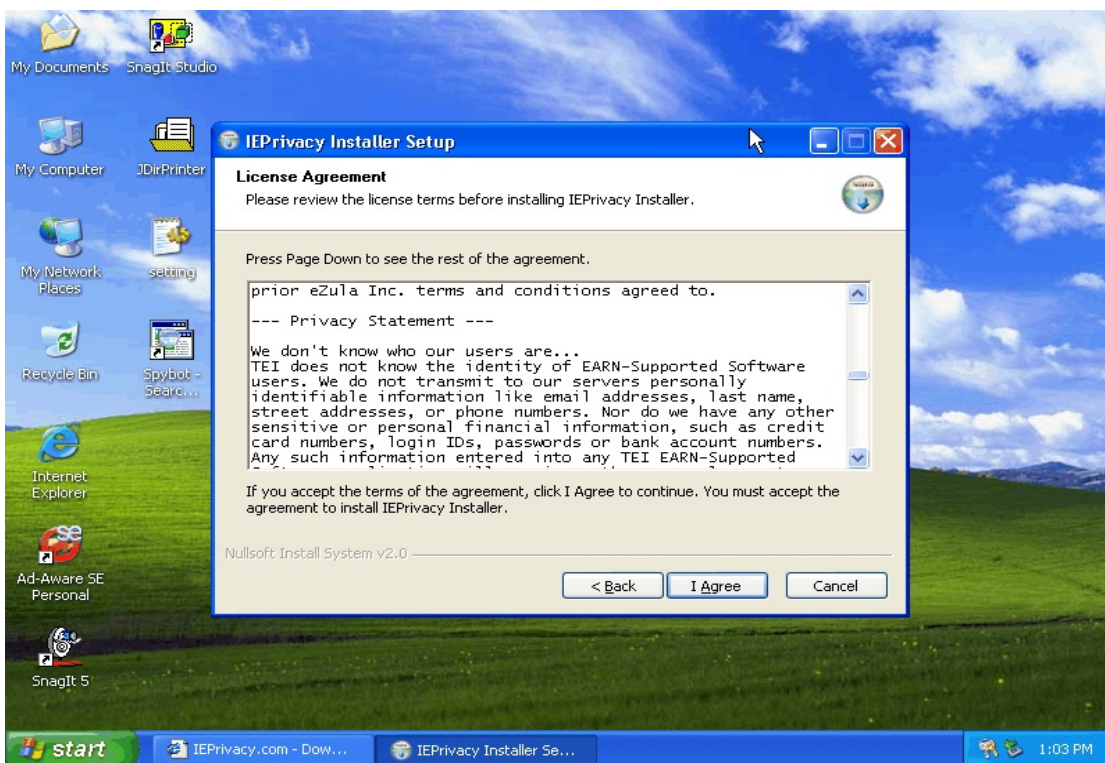 My Documents
SnagIt Studio
My Computer
JDirPrinter
My Network
Places
setting
Recycle Bin
Spybot -
Searc...
Internet
Explorer
Ad-Aware SE
Personal
SnagIt 5
IEPrivacy Installer Setup
License Agreement
Please review the license terms before installing IEPrivacy Installer.
Press Page Down to see the rest of the agreement.
prior eZula Inc. terms and conditions agreed to.
--- Privacy Statement ---
We don't know who our users are...
TEI does not know the identity of EARN-Supported Software
users. We do not transmit to our servers personally
identifiable information like email addresses, last name,
street addresses, or phone numbers. Nor do we have any other
sensitive or personal financial information, such as credit
card numbers, login IDs, passwords or bank account numbers.
Any such information entered into any TEI EARN-Supported
If you accept the terms of the agreement, click I Agree to continue. You must accept the
agreement to install IEPrivacy Installer.
Nullsoft Install System v2.0
< Back
I Agree
Cancel
start
IEPrivacy.com - Dow...
IEPrivacy Installer Se...
1:03 PM